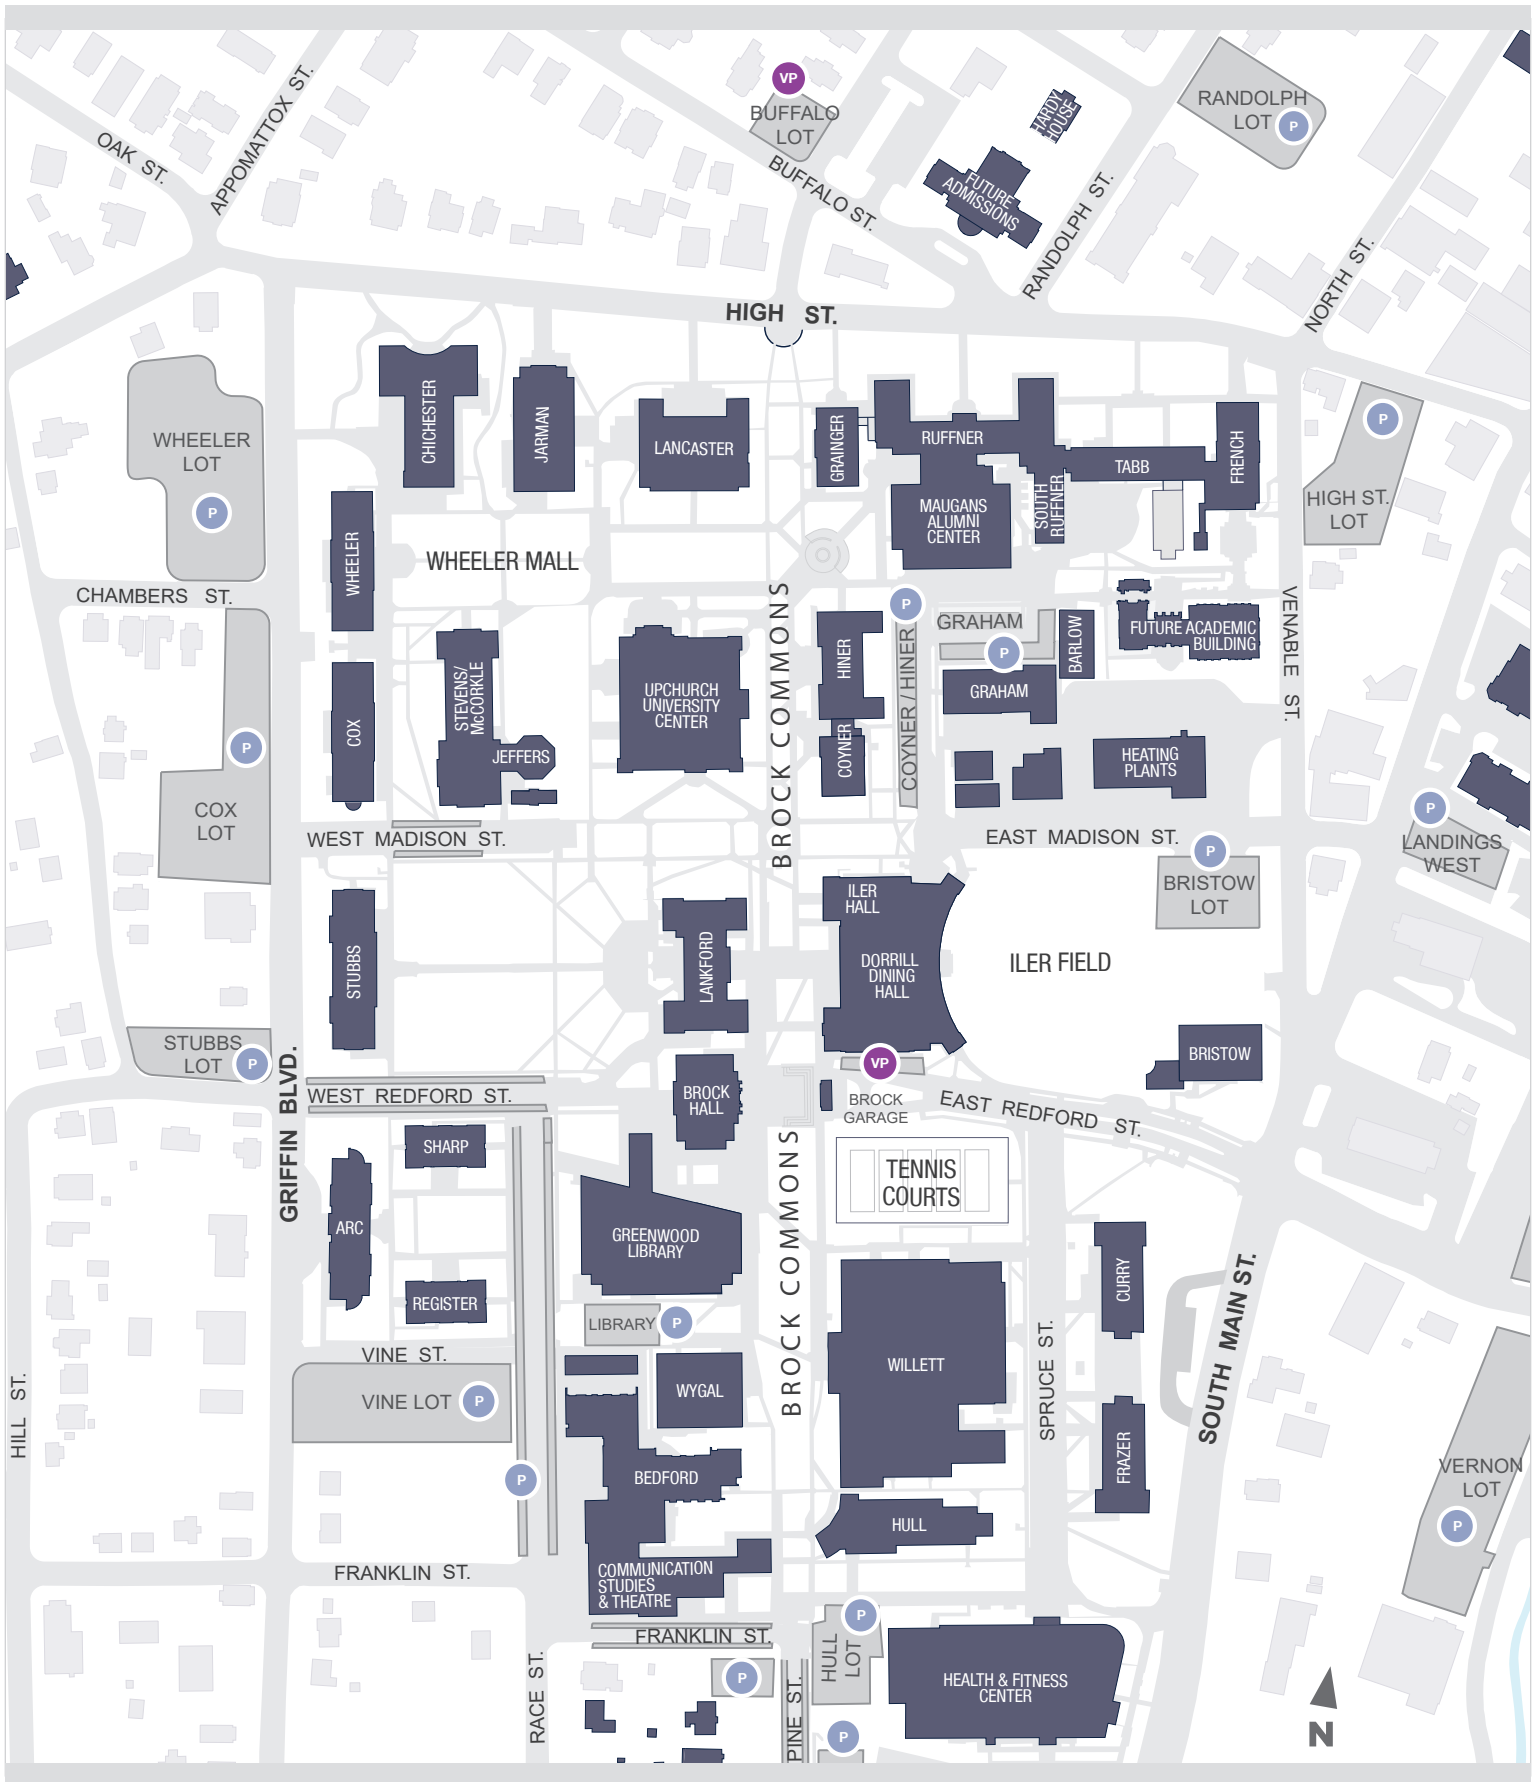 VP
BUFFALO
LOT
RANDOLPH
LOT
P
HARDY
HOUSE
OAK ST.
APPOMATTOX ST.
BUFFALO ST.
FUTURE
ADMISSIONS
RANDOLPH ST.
NORTH ST.
HIGH ST.
WHEELER
LOT
P
CHICHESTER
JARMAN
LANCASTER
GRAINGER
RUFFNER
TABB
FRENCH
P
HIGH ST.
LOT
MAUGANS
ALUMNI
CENTER
SOUTH
RUFFNER
WHEELER
WHEELER MALL
CHAMBERS ST.
BROCK COMMONS
P
GRAHAM
P
BARLOW
FUTURE ACADEMIC
BUILDING
VENABLE ST.
HINER
COYNER / HINER
GRAHAM
STEVENS/
McCORKLE
UPCHURCH
UNIVERSITY
CENTER
COX
P
JEFFERS
COYNER
HEATING
PLANTS
COX
LOT
WEST MADISON ST.
EAST MADISON ST.
P
LANDINGS
WEST
P
BRISTOW
LOT
ILER
HALL
STUBBS
LANKFORD
DORRILL
DINING
HALL
ILER FIELD
STUBBS
LOT
P
GRIFFIN BLVD.
WEST REDFORD ST.
BROCK
HALL
VP
BROCK
GARAGE
EAST REDFORD ST.
BRISTOW
SHARP
ARC
TENNIS
COURTS
BROCK COMMONS
GREENWOOD
LIBRARY
REGISTER
LIBRARY
P
CURRY
SOUTH MAIN ST.
VINE ST.
VINE LOT
P
WYGAL
WILLETT
SPRUCE ST.
HILL ST.
P
BEDFORD
FRAZER
VERNON
LOT
P
HULL
FRANKLIN ST.
COMMUNICATION
STUDIES
& THEATRE
FRANKLIN ST.
P
HULL
LOT
RACE ST.
P
PINE ST.
P
HEALTH & FITNESS
CENTER
N